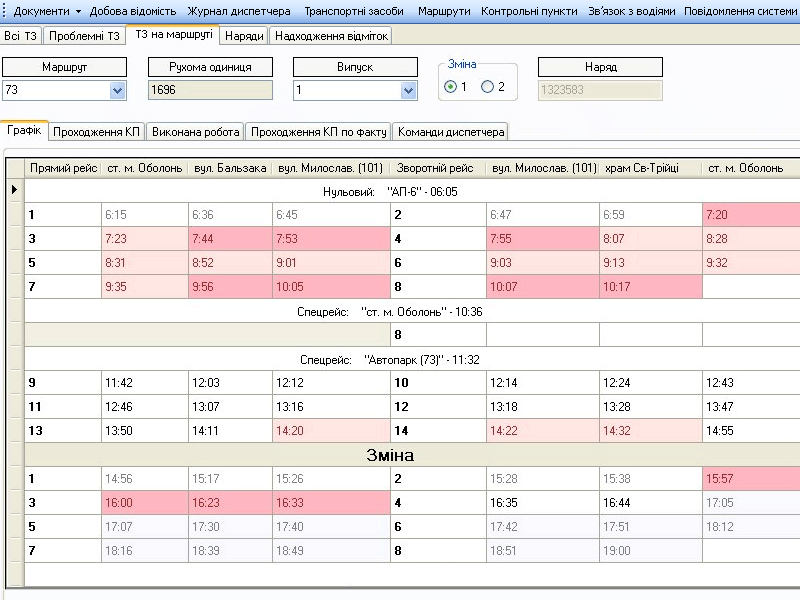 Документи Добова відомість Журнал диспетчера Транспортні засоби Маршрути Контрольні пункти Зв'язок з водіями Повідомлення системи
Всі ТЗ Проблемні ТЗ ТЗ на маршруті Наряди Надходження відміток
Маршрут Рухома одиниця Випуск Зміна Наряд
73 1696 1 1 2 1323583
Графік Проходження КП Виконана робота Проходження КП по факту Команди диспетчера
Прямий рейс ст. м. Оболонь вул. Бальзака вул. Милослав. (101) Зворотній рейс вул. Милослав. (101) храм Св-Трійці ст. м. Оболонь
Нульовий: "АП-6" - 06:05
1 6:15 6:36 6:45 2 6:47 6:59 7:20
3 7:23 7:44 7:53 4 7:55 8:07 8:28
5 8:31 8:52 9:01 6 9:03 9:13 9:32
7 9:35 9:56 10:05 8 10:07 10:17
Спецрейс: "ст. м. Оболонь" - 10:36
8
Спецрейс: "Автопарк (73)" - 11:32
9 11:42 12:03 12:12 10 12:14 12:24 12:43
11 12:46 13:07 13:16 12 13:18 13:28 13:47
13 13:50 14:11 14:20 14 14:22 14:32 14:55
Зміна
1 14:56 15:17 15:26 2 15:28 15:38 15:57
3 16:00 16:23 16:33 4 16:35 16:44 17:05
5 17:07 17:30 17:40 6 17:42 17:51 18:12
7 18:16 18:39 18:49 8 18:51 19:00